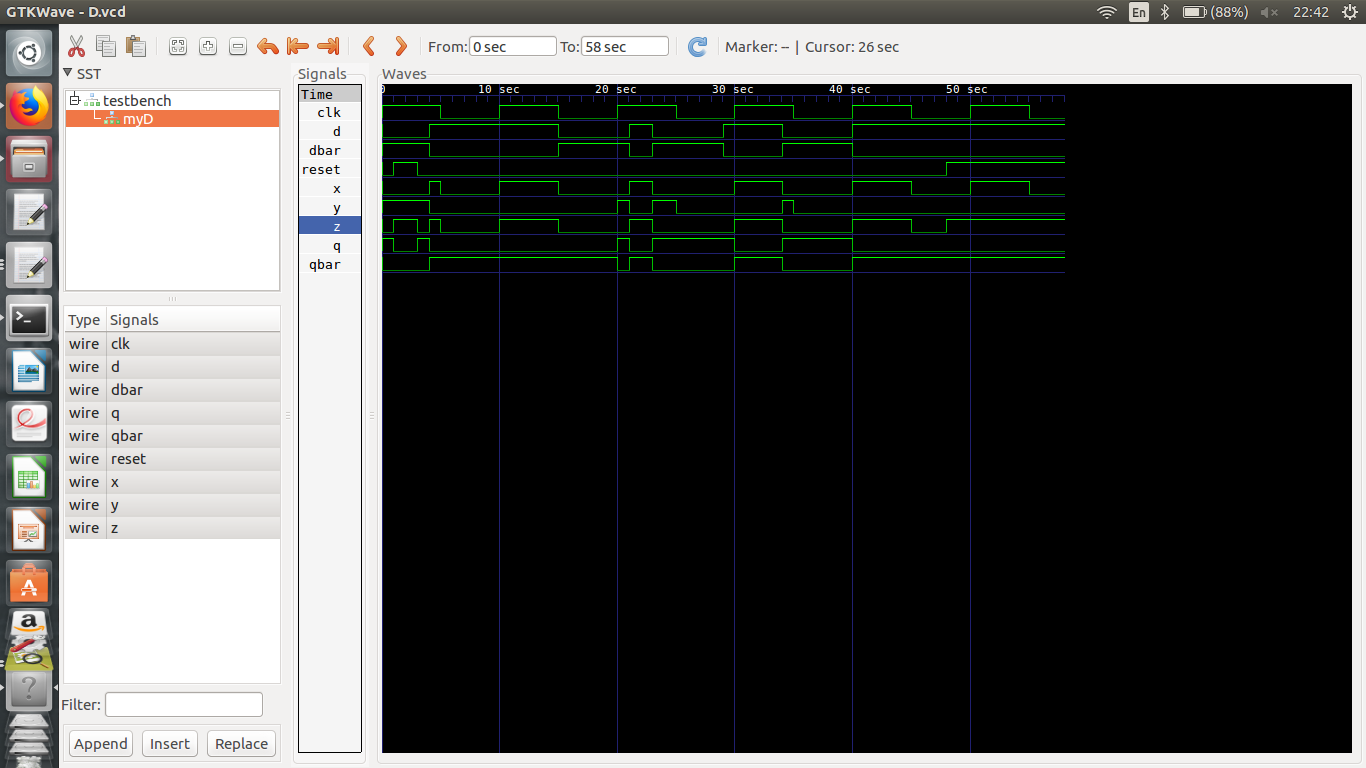 GTKWave - D.vcd
En
(88%)
22:42
From: 0 sec To: 58 sec
Marker: -- | Cursor: 26 sec
SST
testbench
myD
Type Signals
wire clk
wire d
wire dbar
wire q
wire qbar
wire reset
wire x
wire y
wire z
Filter:
Append Insert Replace
Signals
Time
clk
d
dbar
reset
x
y
z
q
qbar
Waves
0 10 sec 20 sec 30 sec 40 sec 50 sec